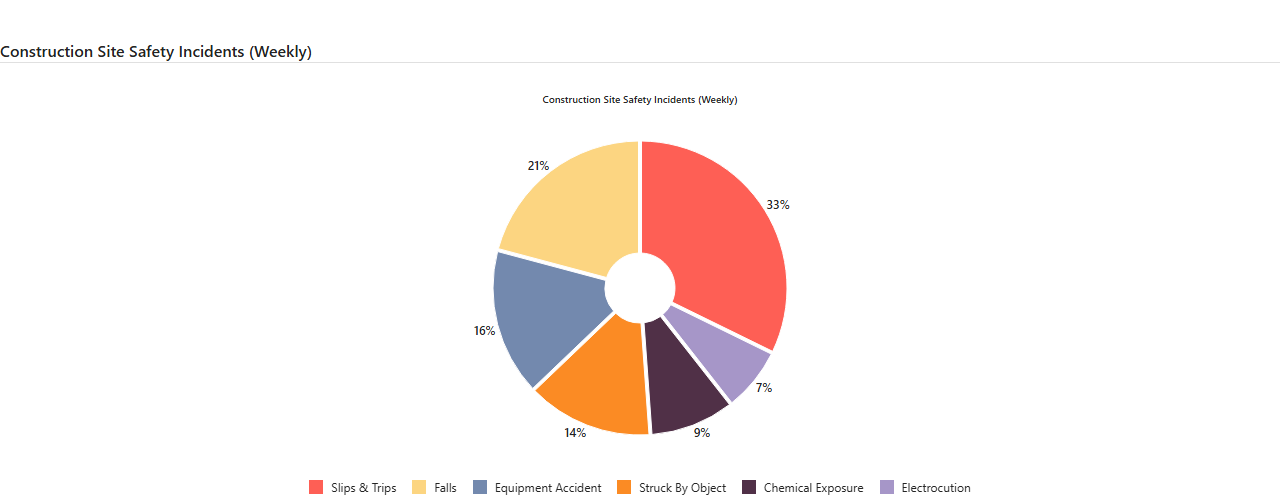 Construction Site Safety Incidents (Weekly)
Construction Site Safety Incidents (Weekly)
21%
33%
16%
7%
14%
9%
Slips & Trips Falls Equipment Accident Struck By Object Chemical Exposure Electrocution